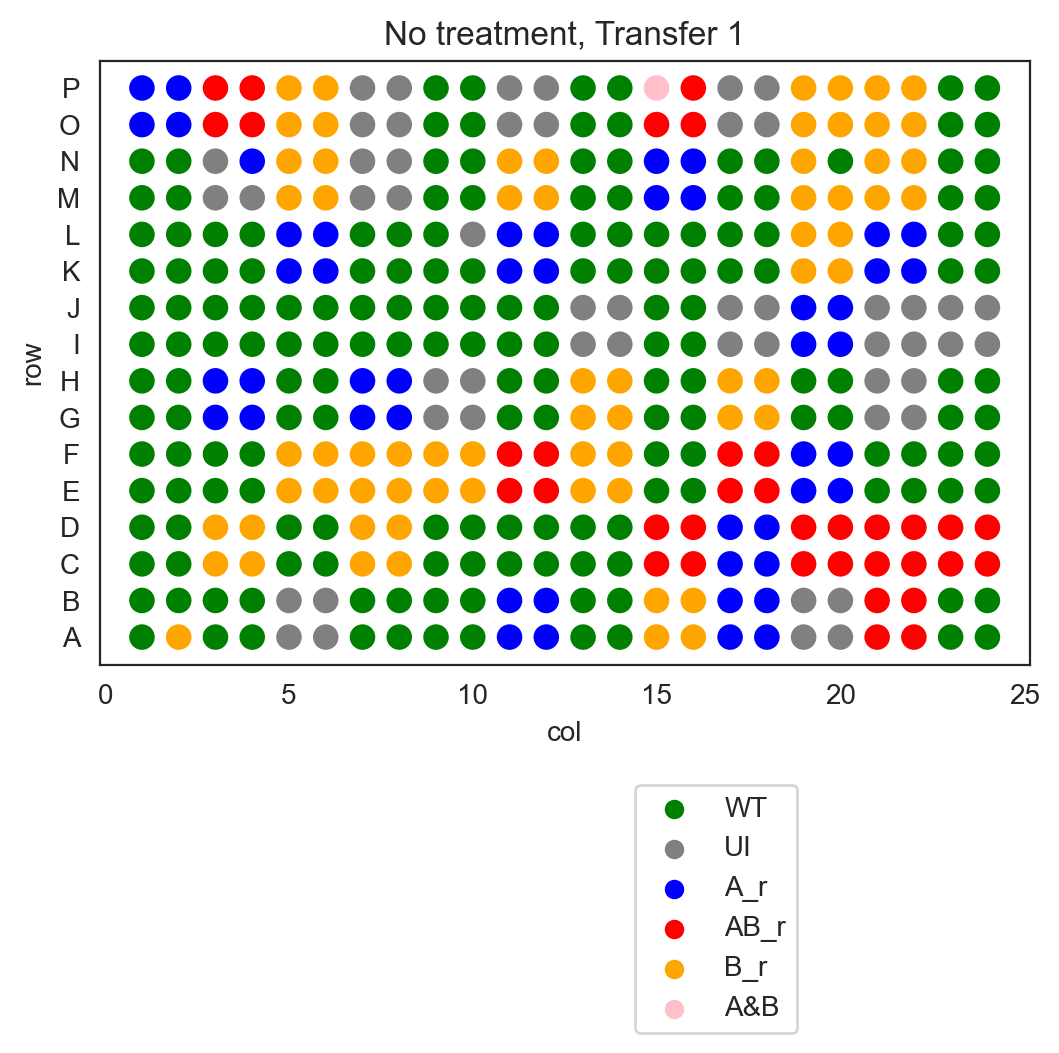 No treatment, Transfer 1
P
O
N
M
L
K
J
I
H
G
F
E
D
C
B
A
row
0 5 10 15 20 25
col
WT
UI
A_r
AB_r
B_r
A&B